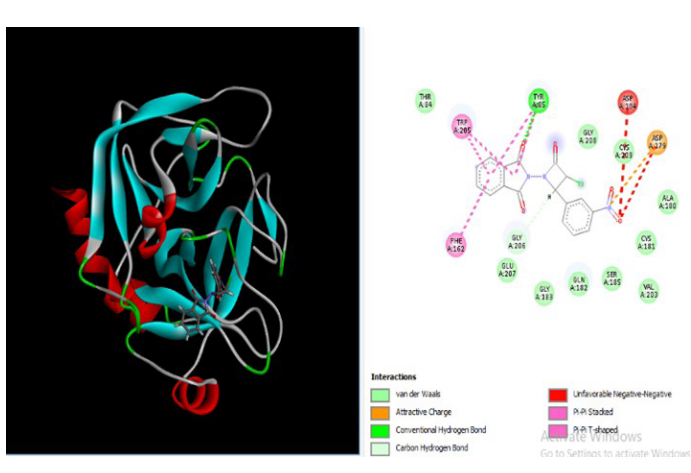 THR
A:84
TYR
A:85
TRP
A:205
ASP
A:194
GLY
A:208
CYS
A:209
ASP
A:179
ALA
A:180
PHE
A:162
GLY
A:206
CYS
A:181
GLU
A:207
GLY
A:183
GLN
A:182
SER
A:185
VAL
A:203
H
Interactions
van der Waals
Attractive Charge
Conventional Hydrogen Bond
Carbon Hydrogen Bond
Unfavorable Negative-Negative
Pi-Pi Stacked
Pi-Pi T-shaped
Activate Windows
Go to Settings to activate Windows